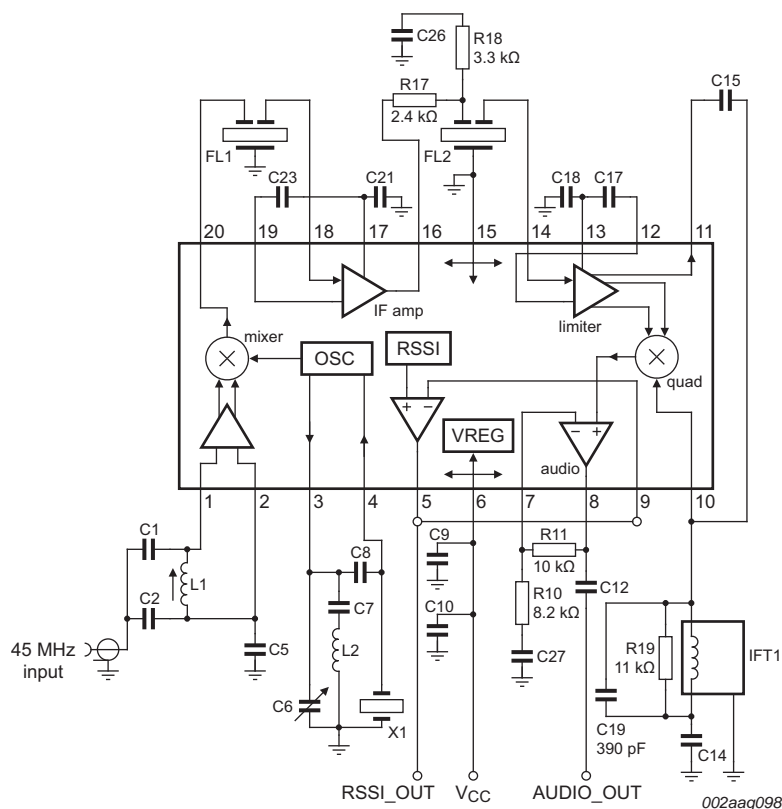 C26
R18
3.3 kΩ
R17
2.4 kΩ
C15
FL1
FL2
C23
C21
C18
C17
20
19
18
17
16
15
14
13
12
11
IF amp
limiter
mixer
OSC
RSSI
quad
+
−
VREG
−
+
audio
1
2
3
4
5
6
7
8
9
10
C1
L1
C2
45 MHz
input
C5
C8
C7
L2
C6
X1
C9
C10
R11
10 kΩ
R10
8.2 kΩ
C12
C27
R19
11 kΩ
IFT1
C19
390 pF
C14
RSSI_OUT
VCC
AUDIO_OUT
002aag098